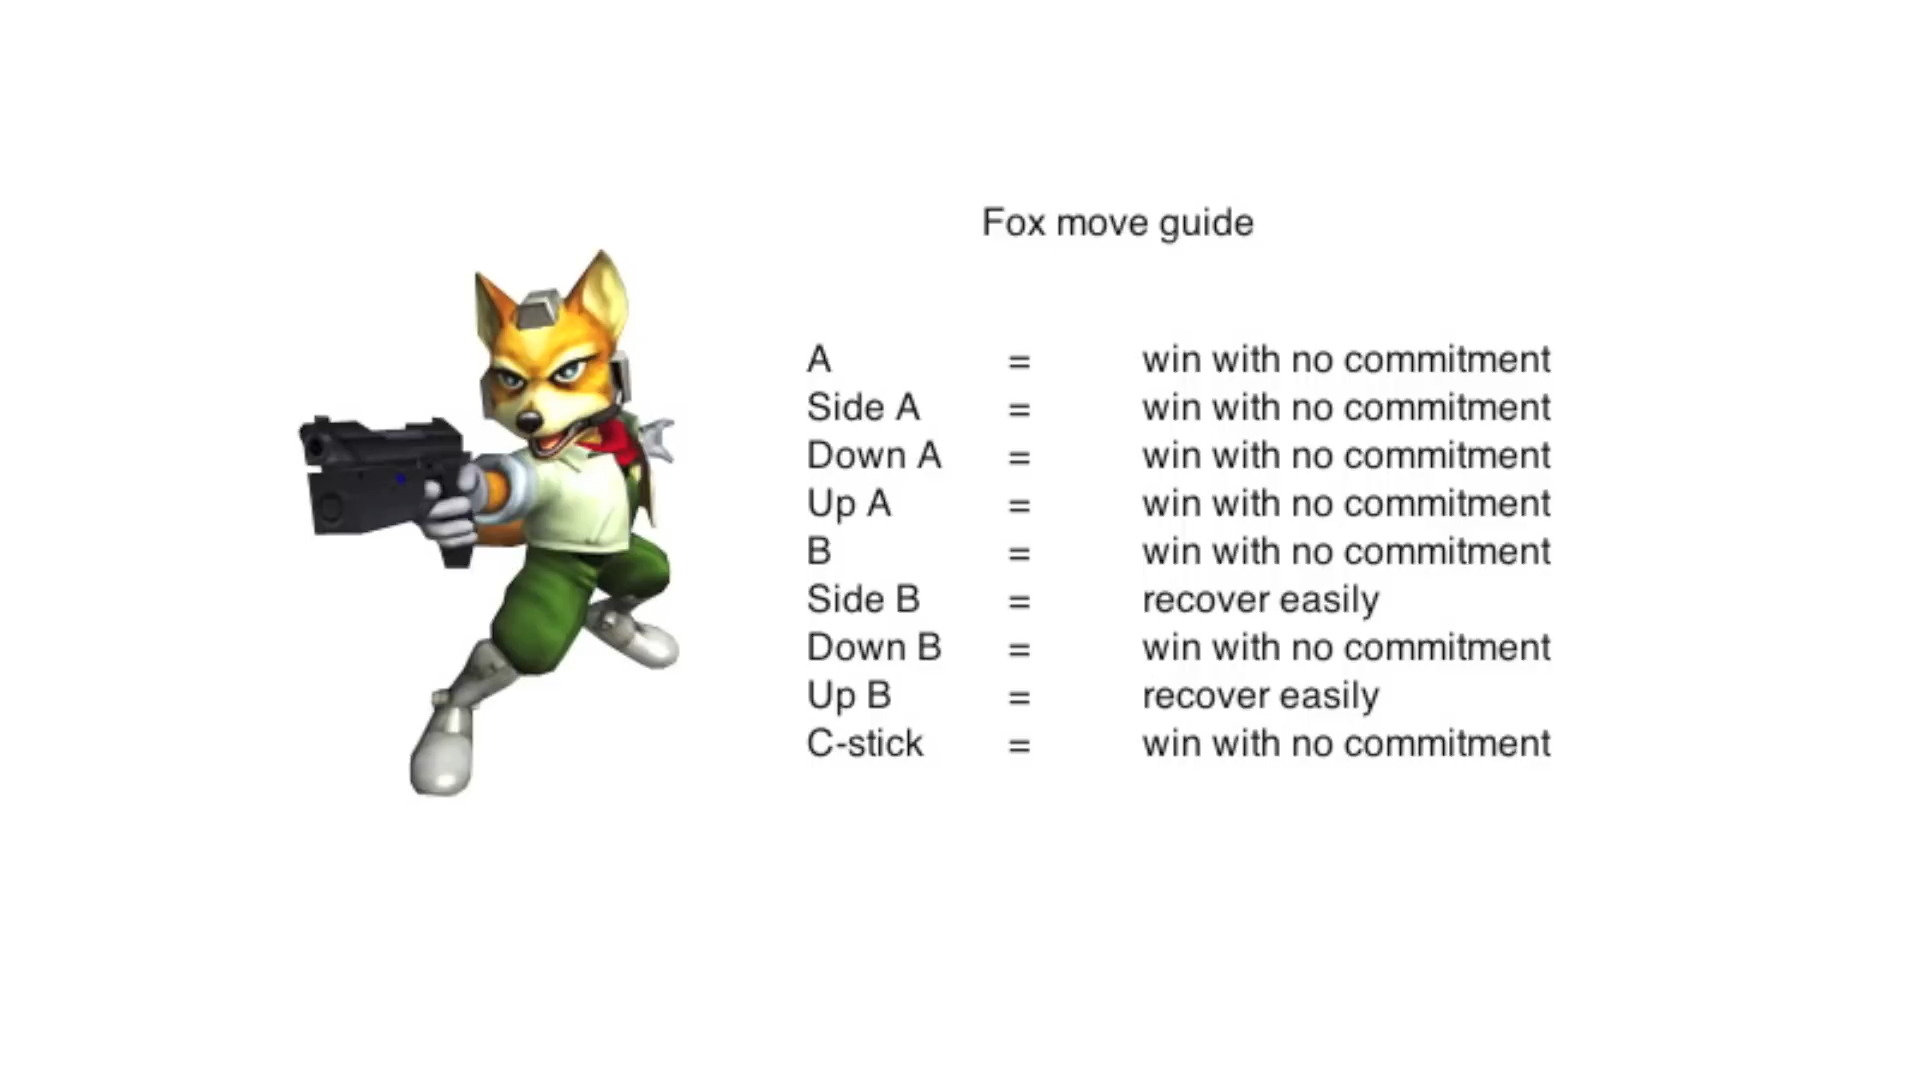 Fox move guide
A = win with no commitment
Side A = win with no commitment
Down A = win with no commitment
Up A = win with no commitment
B = win with no commitment
Side B = recover easily
Down B = win with no commitment
Up B = recover easily
C-stick = win with no commitment